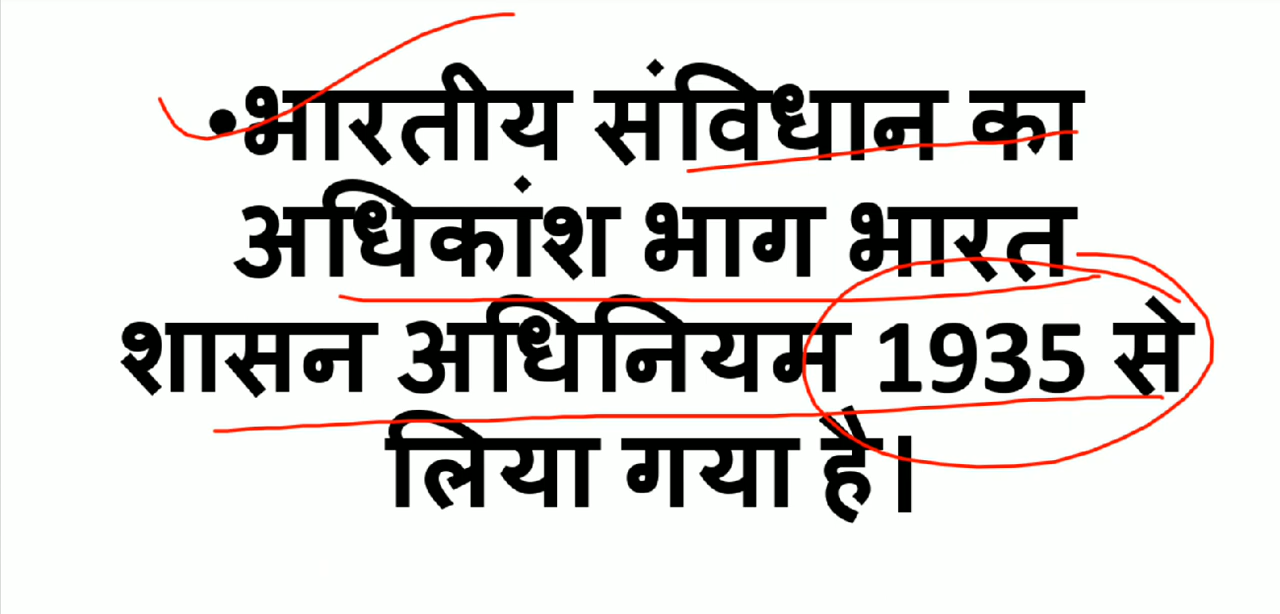 •भारतीय संविधान का
अधिकांश भाग भारत
शासन अधिनियम 1935 से
लिया गया है।